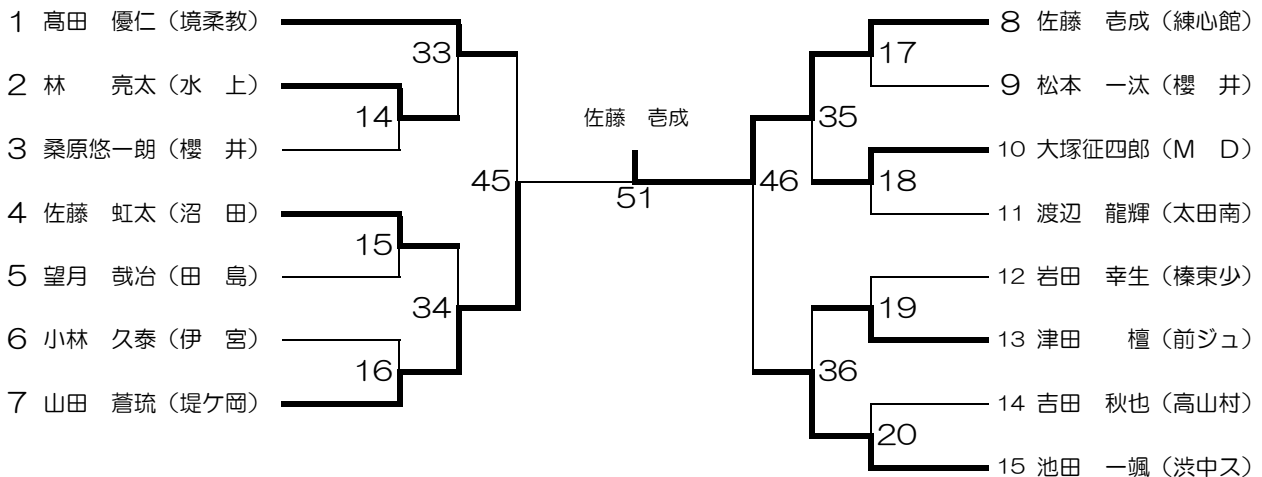 1 髙田 優仁（境柔教）
2 林 亮太（水 上）
3 桑原悠一朗（櫻 井）
4 佐藤 虹太（沼 田）
5 望月 哉冶（田 島）
6 小林 久泰（伊 宮）
7 山田 蒼琉（堤ケ岡）
33
14
15
34
16
45
佐藤 壱成
51
46
17
35
18
19
36
20
8 佐藤 壱成（練心館）
9 松本 一汰（櫻 井）
10 大塚征四郎（M D）
11 渡辺 龍輝（太田南）
12 岩田 幸生（榛東少）
13 津田 檀（前ジュ）
14 吉田 秋也（高山村）
15 池田 一颯（渋中ス）